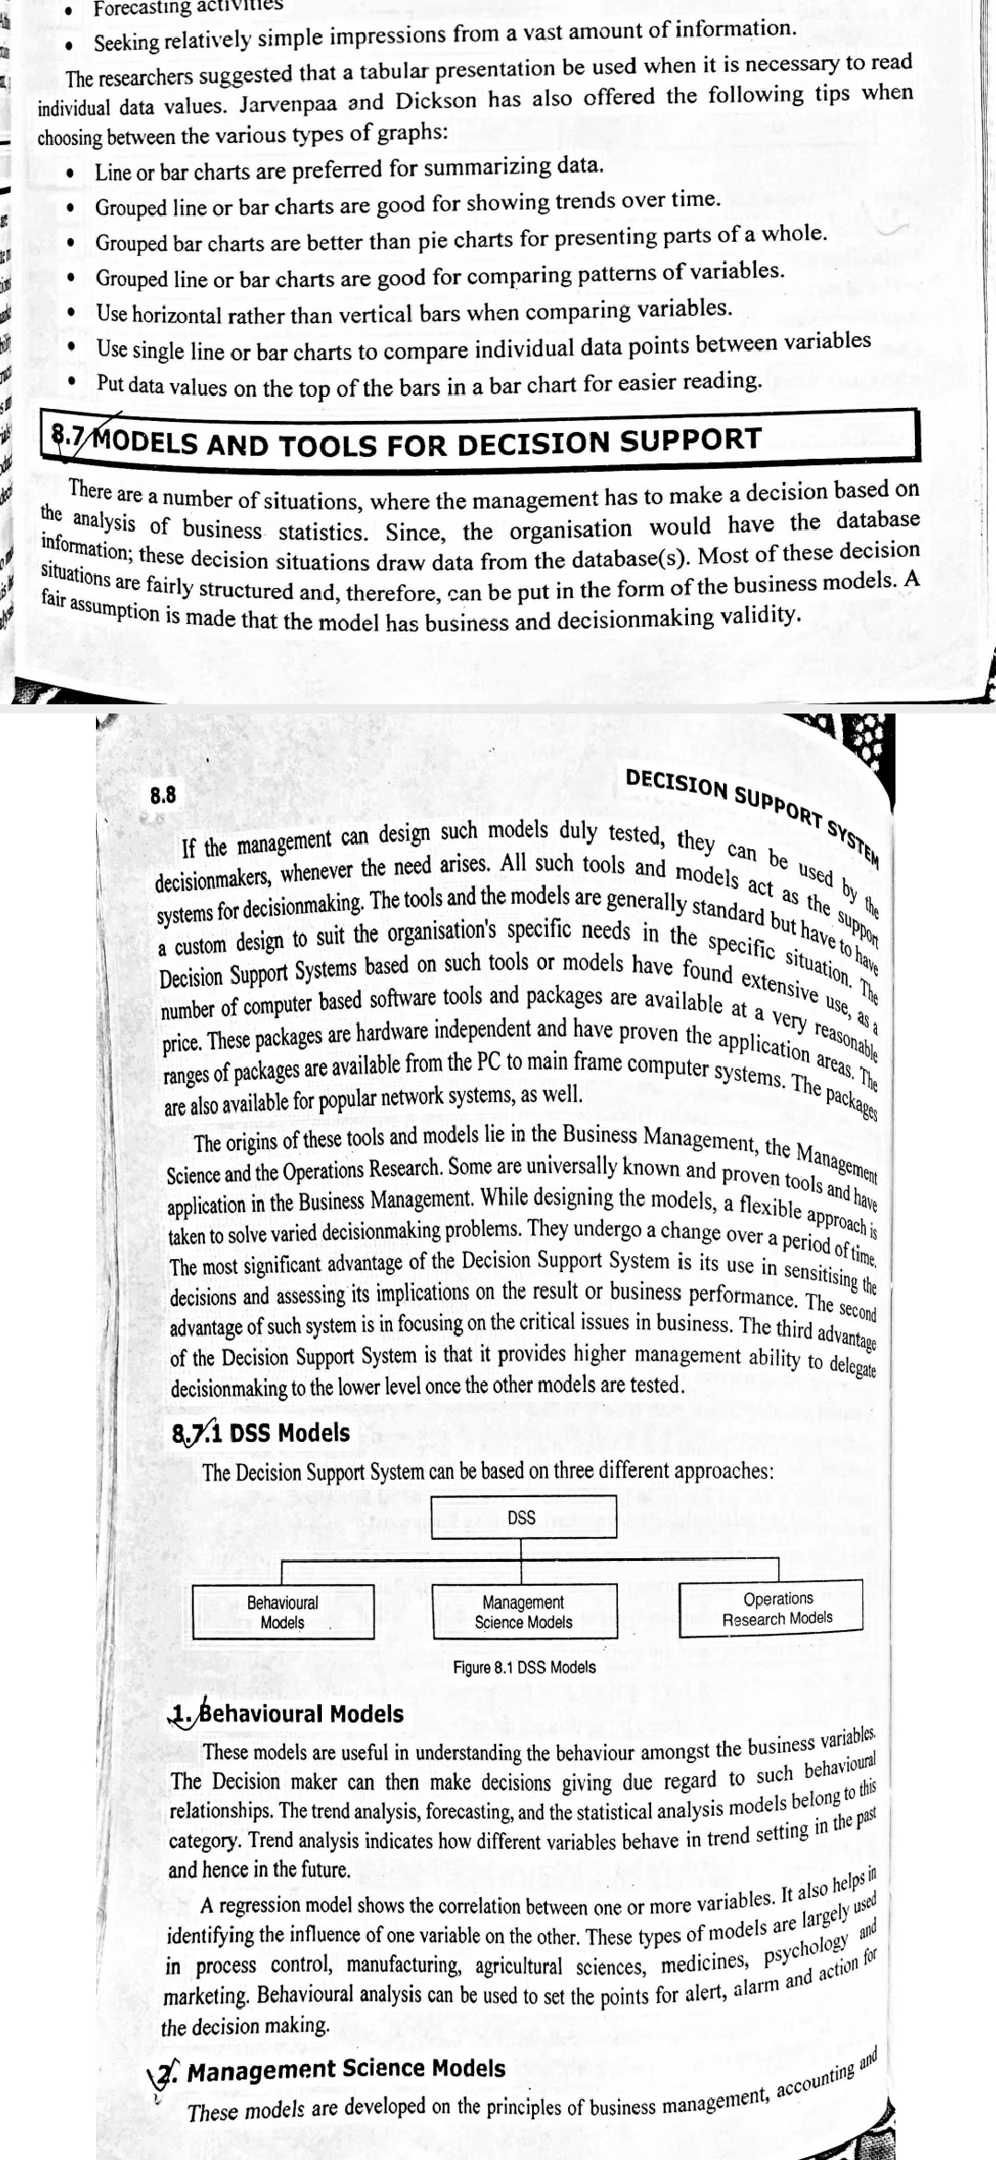 • Forecasting activities
• Seeking relatively simple impressions from a vast amount of information.
The researchers suggested that a tabular presentation be used when it is necessary to read
individual data values. Jarvenpaa and Dickson has also offered the following tips when
choosing between the various types of graphs:
• Line or bar charts are preferred for summarizing data.
• Grouped line or bar charts are good for showing trends over time.
• Grouped bar charts are better than pie charts for presenting parts of a whole.
• Grouped line or bar charts are good for comparing patterns of variables.
• Use horizontal rather than vertical bars when comparing variables.
• Use single line or bar charts to compare individual data points between variables
• Put data values on the top of the bars in a bar chart for easier reading.
8.7 MODELS AND TOOLS FOR DECISION SUPPORT
There are a number of situations, where the management has to make a decision based on
the analysis of business statistics. Since, the organisation would have the database
information; these decision situations draw data from the database(s). Most of these decision
situations are fairly structured and, therefore, can be put in the form of the business models. A
fair assumption is made that the model has business and decisionmaking validity.
8.8
DECISION SUPPORT SYSTEM
If the management can design such models duly tested, they can be used by the
decisionmakers, whenever the need arises. All such tools and models act as the support
systems for decisionmaking. The tools and the models are generally standard but have to have
a custom design to suit the organisation's specific needs in the specific situation. The
Decision Support Systems based on such tools or models have found extensive use, as a
number of computer based software tools and packages are available at a very reasonable
price. These packages are hardware independent and have proven the application areas. The
ranges of packages are available from the PC to main frame computer systems. The packages
are also available for popular network systems, as well.
The origins of these tools and models lie in the Business Management, the Management
Science and the Operations Research. Some are universally known and proven tools and have
application in the Business Management. While designing the models, a flexible approach is
taken to solve varied decisionmaking problems. They undergo a change over a period of time.
The most significant advantage of the Decision Support System is its use in sensitising the
decisions and assessing its implications on the result or business performance. The second
advantage of such system is in focusing on the critical issues in business. The third advantage
of the Decision Support System is that it provides higher management ability to delegate
decisionmaking to the lower level once the other models are tested.
8.7.1 DSS Models
The Decision Support System can be based on three different approaches:
DSS
Behavioural
Models
Management
Science Models
Operations
Research Models
Figure 8.1 DSS Models
1. Behavioural Models
These models are useful in understanding the behaviour amongst the business variables.
The Decision maker can then make decisions giving due regard to such behavioural
relationships. The trend analysis, forecasting, and the statistical analysis models belong to this
category. Trend analysis indicates how different variables behave in trend setting in the past
and hence in the future.
A regression model shows the correlation between one or more variables. It also helps in
identifying the influence of one variable on the other. These types of models are largely used
in process control, manufacturing, agricultural sciences, medicines, psychology and
marketing. Behavioural analysis can be used to set the points for alert, alarm and action for
the decision making.
2. Management Science Models
These models are developed on the principles of business management, accounting and